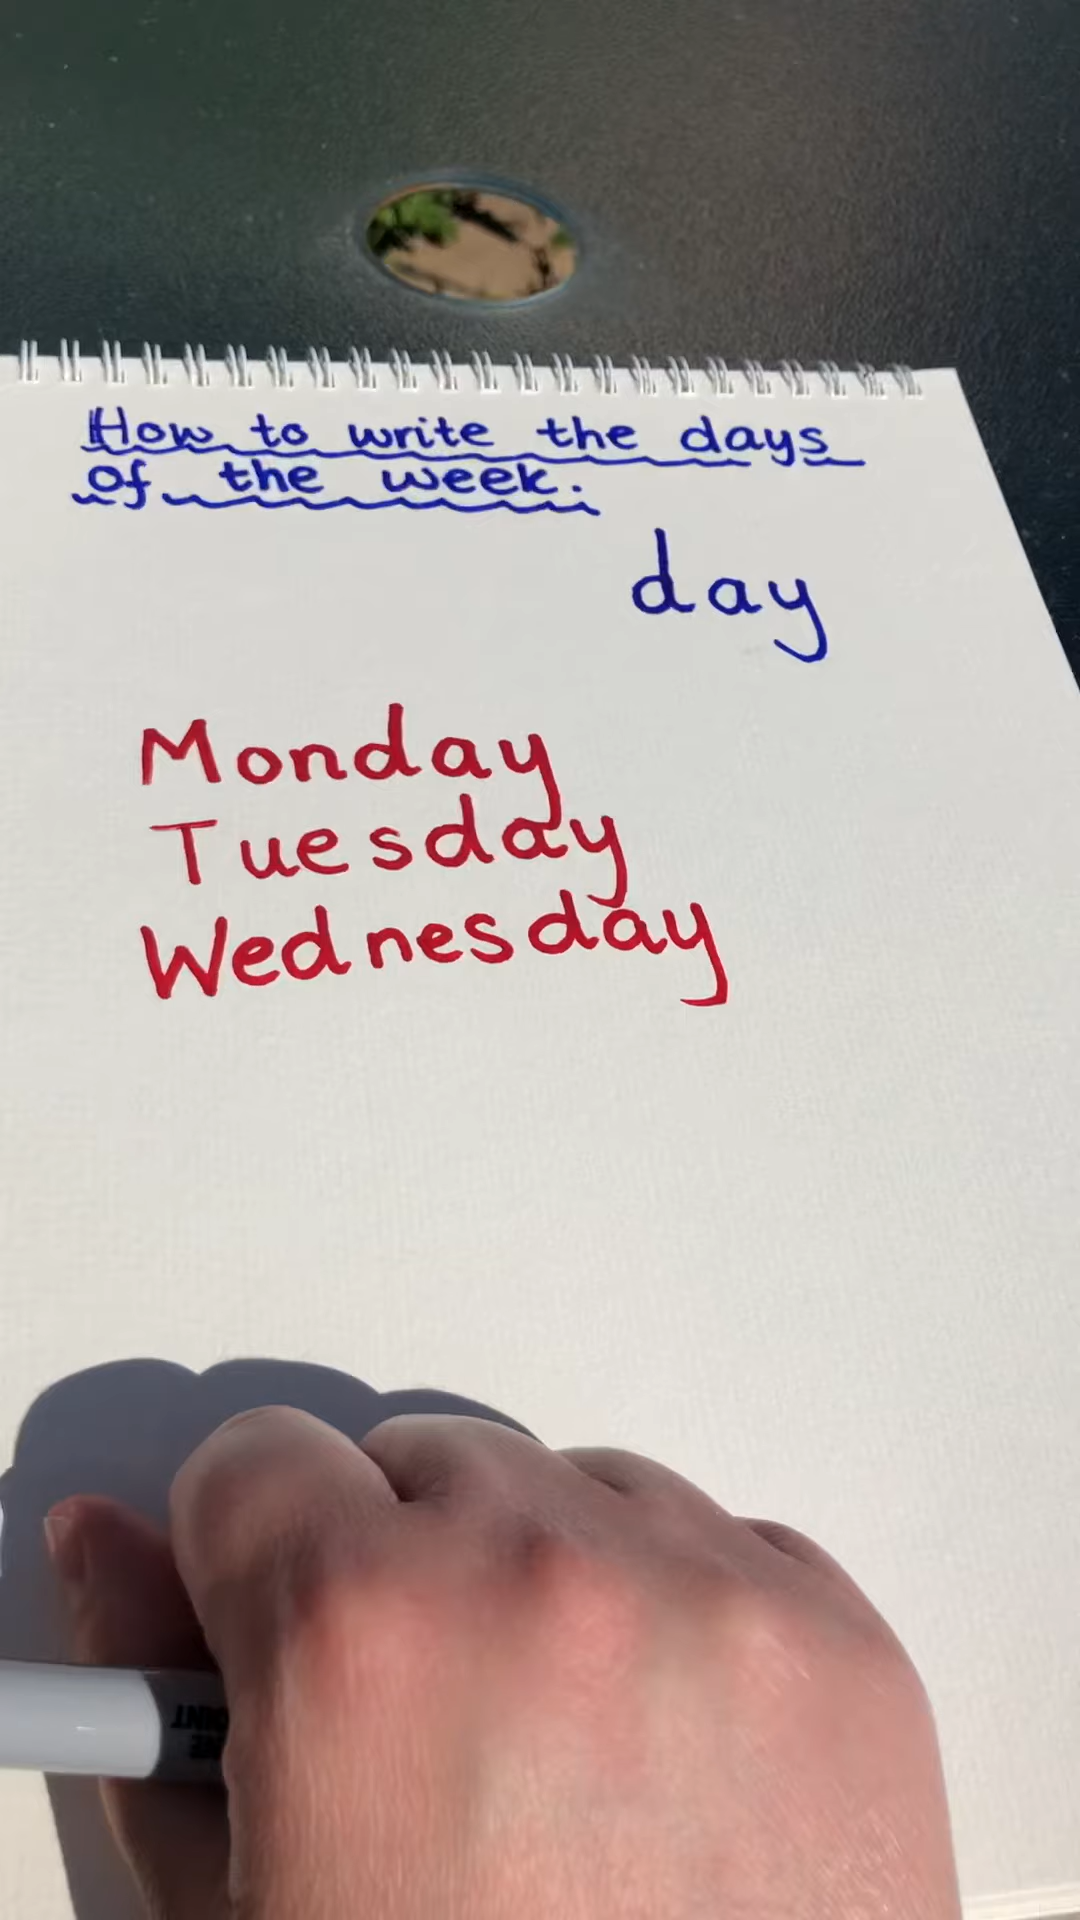 How to write the days
of the week.
day
Monday
Tuesday
Wednesday